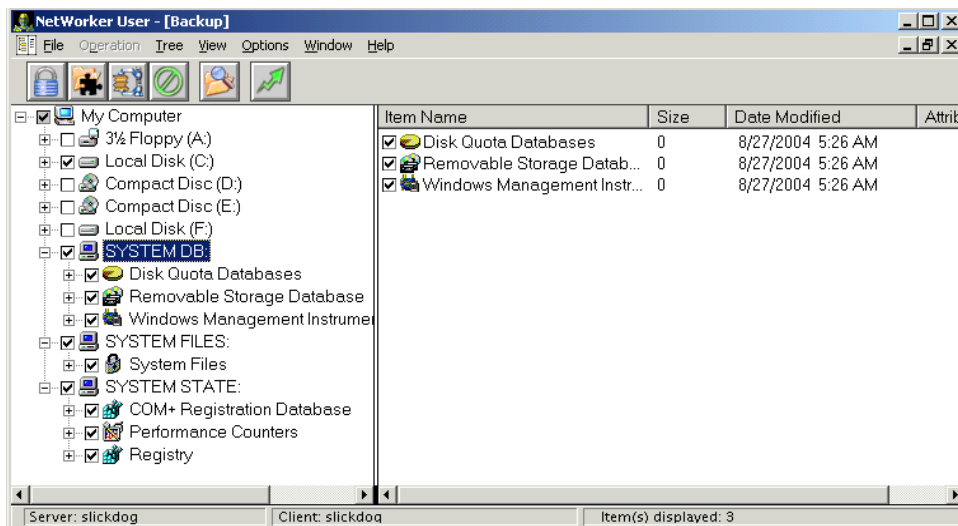 NetWorker User - [Backup]
File Operation Tree View Options Window Help
My Computer
3½ Floppy (A:)
Local Disk (C:)
Compact Disc (D:)
Compact Disc (E:)
Local Disk (F:)
SYSTEM DB:
Disk Quota Databases
Removable Storage Database
Windows Management Instrumer
SYSTEM FILES:
System Files
SYSTEM STATE:
COM+ Registration Database
Performance Counters
Registry
Item Name Size Date Modified Attrib
Disk Quota Databases 0 8/27/2004 5:26 AM
Removable Storage Datab... 0 8/27/2004 5:26 AM
Windows Management Instr... 0 8/27/2004 5:26 AM
Server: slickdog Client: slickdog Item(s) displayed: 3